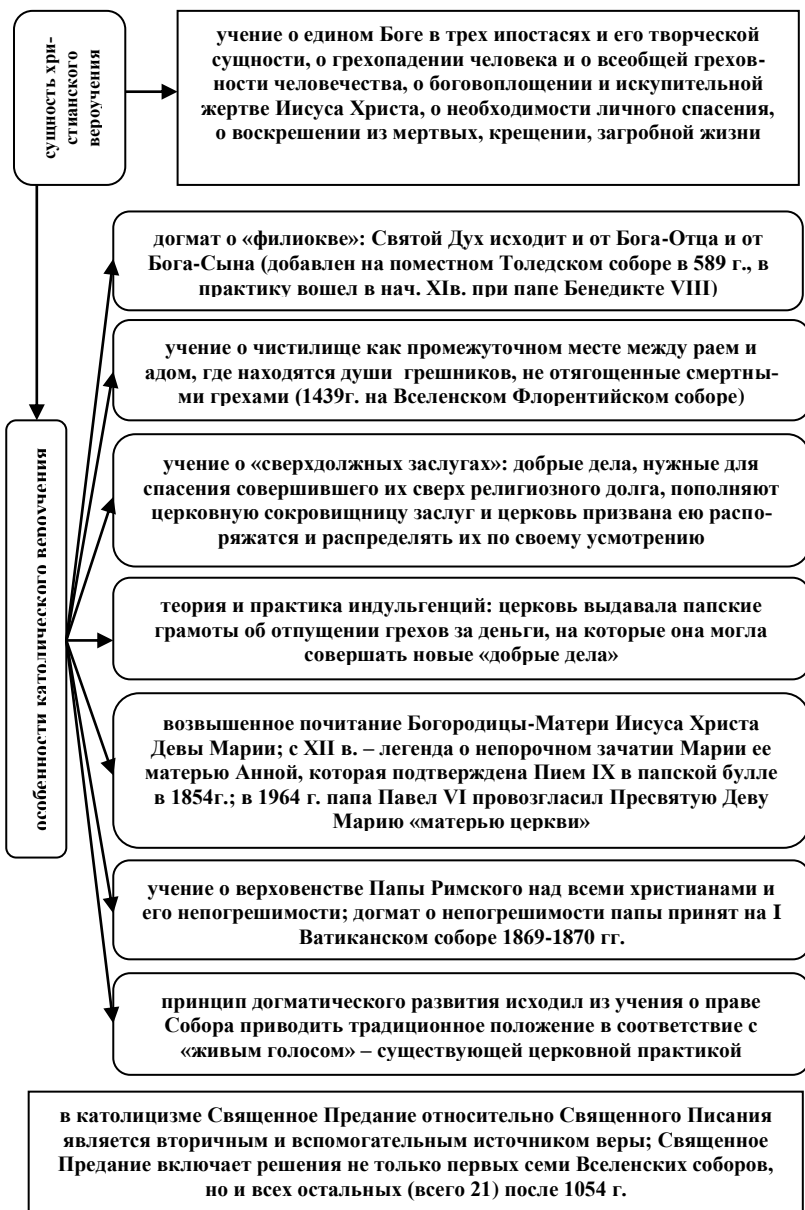 сущность хри-
стианского
вероучения
учение о едином Боге в трех ипостасях и его творческой
сущности, о грехопадении человека и о всеобщей грехов-
ности человечества, о боговоплощении и искупительной
жертве Иисуса Христа, о необходимости личного спасения,
о воскрешении из мертвых, крещении, загробной жизни
особенности католического вероучения
догмат о «филиокве»: Святой Дух исходит и от Бога-Отца и от
Бога-Сына (добавлен на поместном Толедском соборе в 589 г., в
практику вошел в нач. XIв. при папе Бенедикте VIII)
учение о чистилище как промежуточном месте между раем и
адом, где находятся души грешников, не отягощенные смертны-
ми грехами (1439г. на Вселенском Флорентийском соборе)
учение о «сверхдолжных заслугах»: добрые дела, нужные для
спасения совершившего их сверх религиозного долга, пополняют
церковную сокровищницу заслуг и церковь призвана ею распо-
ряжатся и распределять их по своему усмотрению
теория и практика индульгенций: церковь выдавала папские
грамоты об отпущении грехов за деньги, на которые она могла
совершать новые «добрые дела»
возвышенное почитание Богородицы-Матери Иисуса Христа
Девы Марии; с XII в. – легенда о непорочном зачатии Марии ее
матерью Анной, которая подтверждена Пием IX в папской булле
в 1854г.; в 1964 г. папа Павел VI провозгласил Пресвятую Деву
Марию «матерью церкви»
учение о верховенстве Папы Римского над всеми христианами и
его непогрешимости; догмат о непогрешимости папы принят на I
Ватиканском соборе 1869-1870 гг.
принцип догматического развития исходил из учения о праве
Собора приводить традиционное положение в соответствие с
«живым голосом» – существующей церковной практикой
в католицизме Священное Предание относительно Священного Писания
является вторичным и вспомогательным источником веры; Священное
Предание включает решения не только первых семи Вселенских соборов,
но и всех остальных (всего 21) после 1054 г.